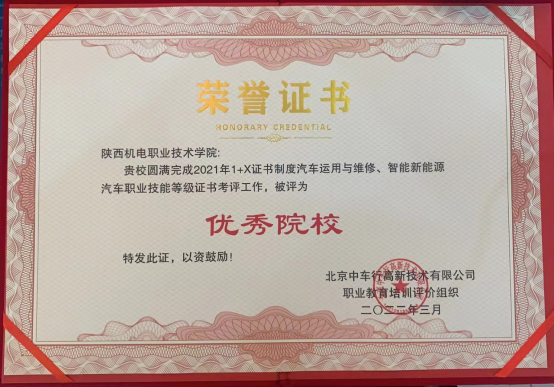 荣誉证书
HONORARY CREDENTIAL
陕西机电职业技术学院:
贵校圆满完成2021年1+X证书制度汽车运用与维修、智能新能源
汽车职业技能等级证书考评工作，被评为
优秀院校
特发此证，以资鼓励!
北京中车行高新技术有限公司
职业教育培训评价组织
二〇二二年三月